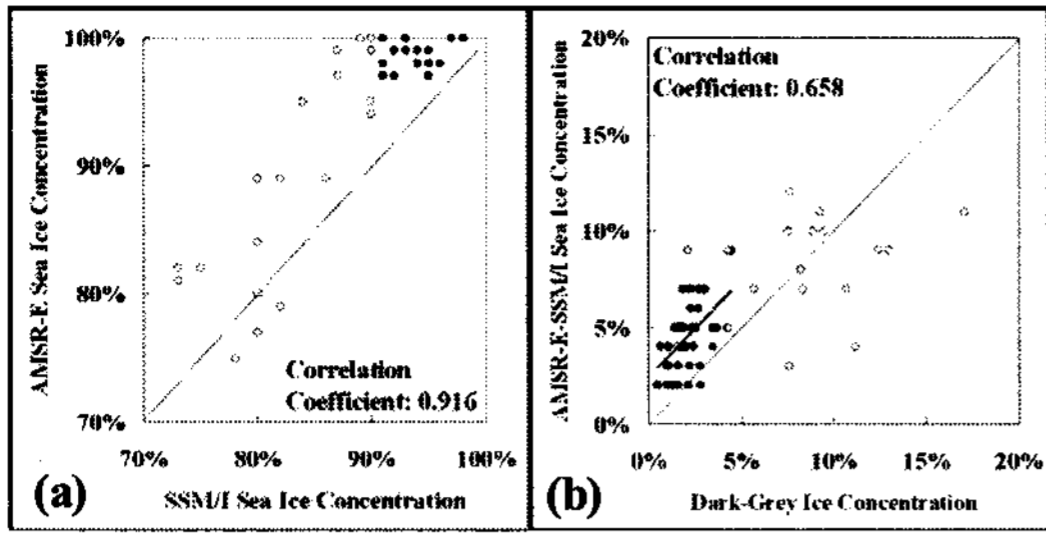 100%
90%
80%
70%
AMSR-E Sea Ice Concentration
Correlation
Coefficient: 0.916
70%
80%
90%
100%
(a)
SSM/I Sea Ice Concentration
20%
15%
10%
5%
0%
AMSR-E-SSM/I Sea Ice Concentration
Correlation
Coefficient: 0.658
0%
5%
10%
15%
20%
(b)
Dark-Grey Ice Concentration